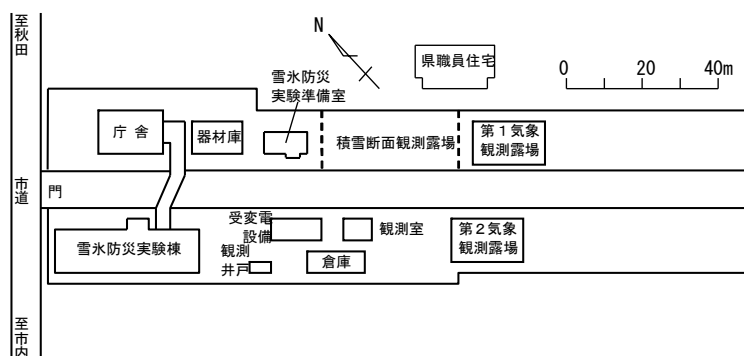 至秋田
N
県職員住宅
0 20 40m
雪氷防災
実験準備室
庁舎
器材庫
積雪断面観測露場
第１気象
観測露場
市道
門
受変電
設備
観測室
第２気象
観測露場
雪氷防災実験棟
観測
井戸
倉庫
至市内